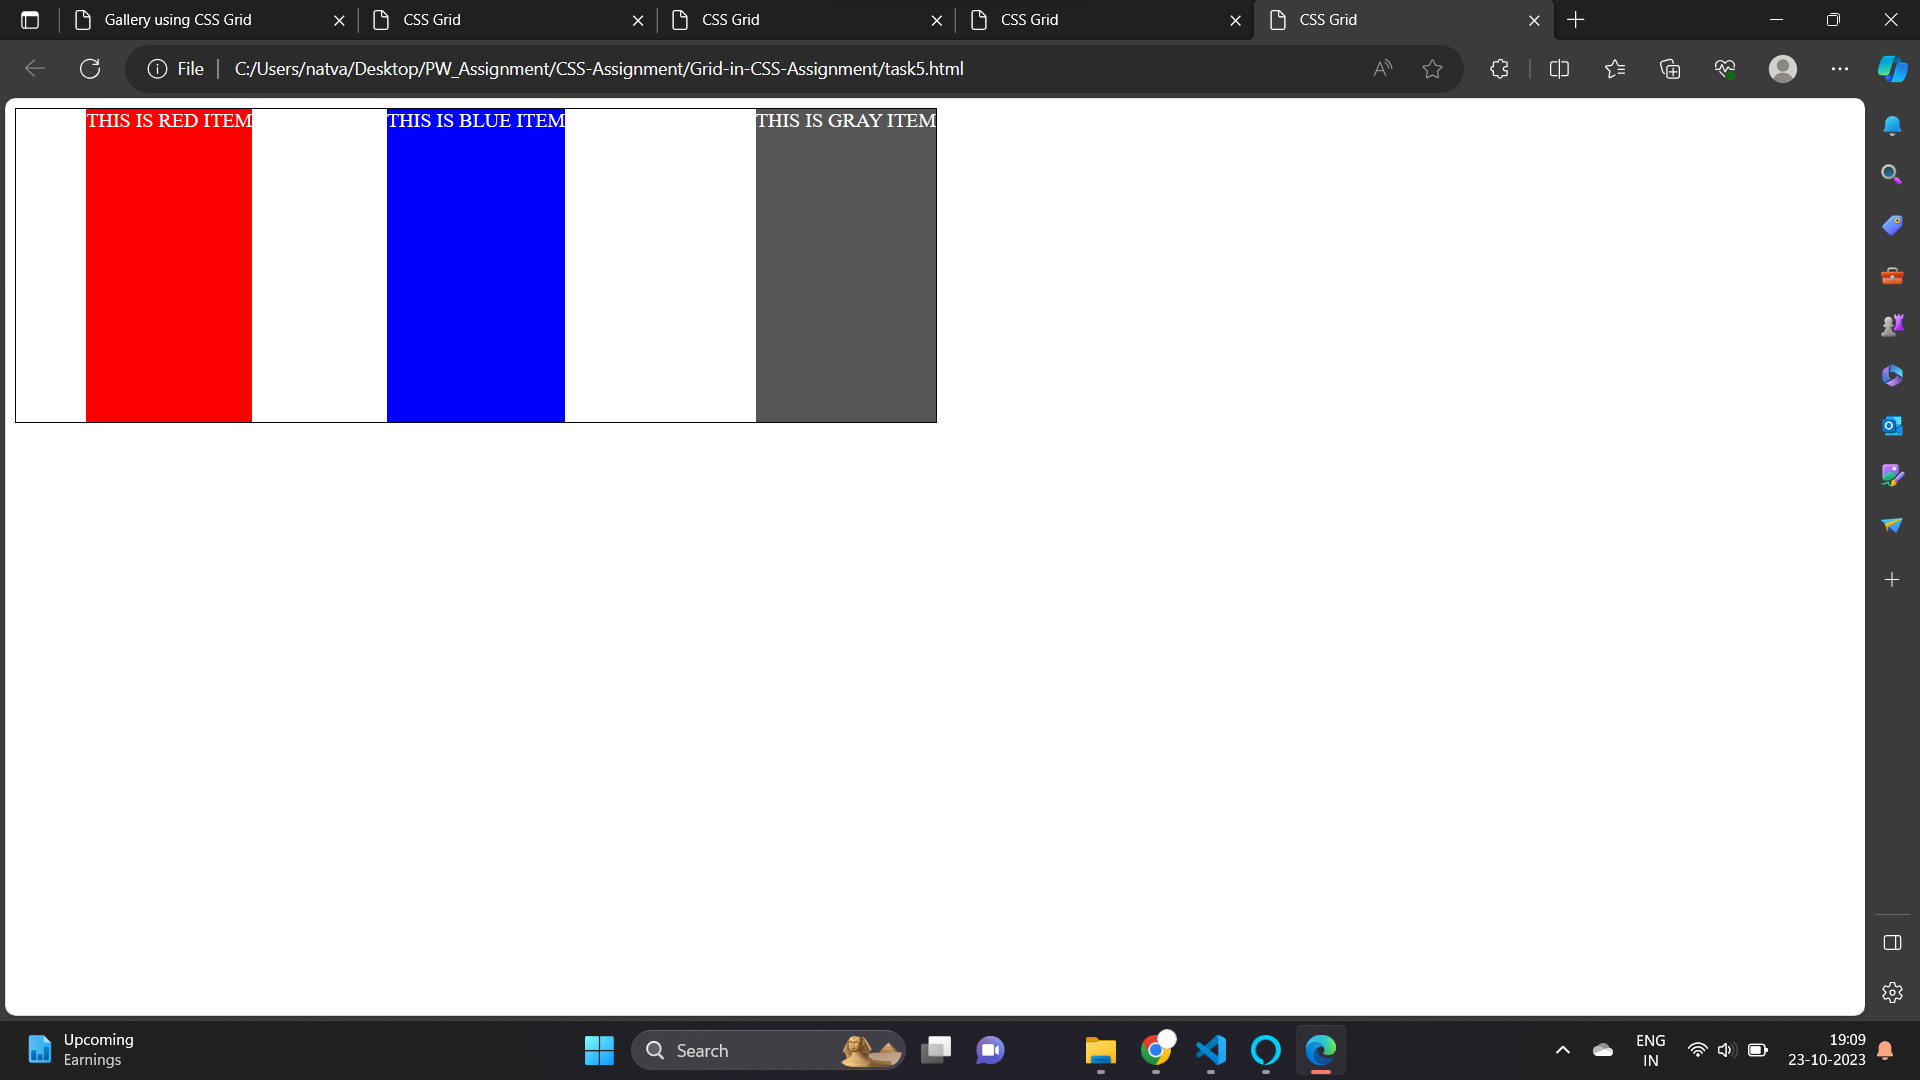 Gallery using CSS Grid
CSS Grid
CSS Grid
CSS Grid
CSS Grid
File
C:/Users/natva/Desktop/PW_Assignment/CSS-Assignment/Grid-in-CSS-Assignment/task5.html
THIS IS RED ITEM
THIS IS BLUE ITEM
THIS IS GRAY ITEM
Upcoming
Earnings
Search
ENG
IN
19:09
23-10-2023